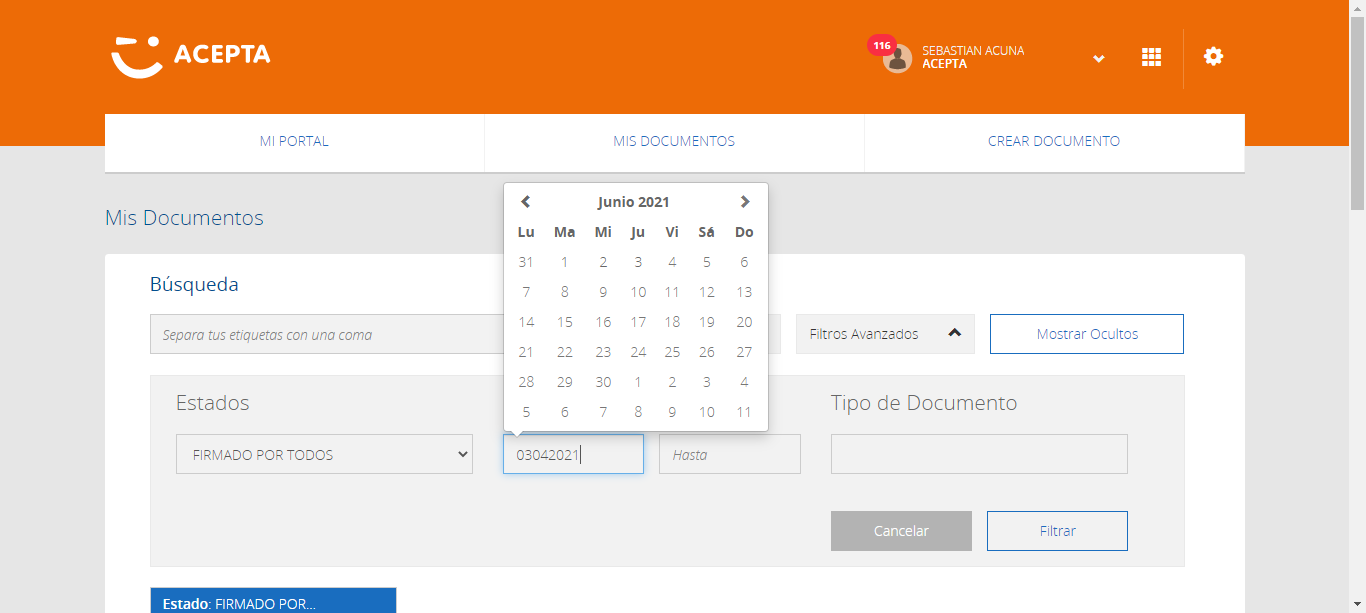 ACEPTA
116
SEBASTIAN ACUNA
ACEPTA
MI PORTAL
MIS DOCUMENTOS
CREAR DOCUMENTO
Mis Documentos
Junio 2021
Lu Ma Mi Ju Vi Sá Do
31 1 2 3 4 5 6
7 8 9 10 11 12 13
14 15 16 17 18 19 20
21 22 23 24 25 26 27
28 29 30 1 2 3 4
5 6 7 8 9 10 11
Búsqueda
Separa tus etiquetas con una coma
Filtros Avanzados
Mostrar Ocultos
Estados
Tipo de Documento
FIRMADO POR TODOS
03042021
Hasta
Cancelar
Filtrar
Estado: FIRMADO POR...